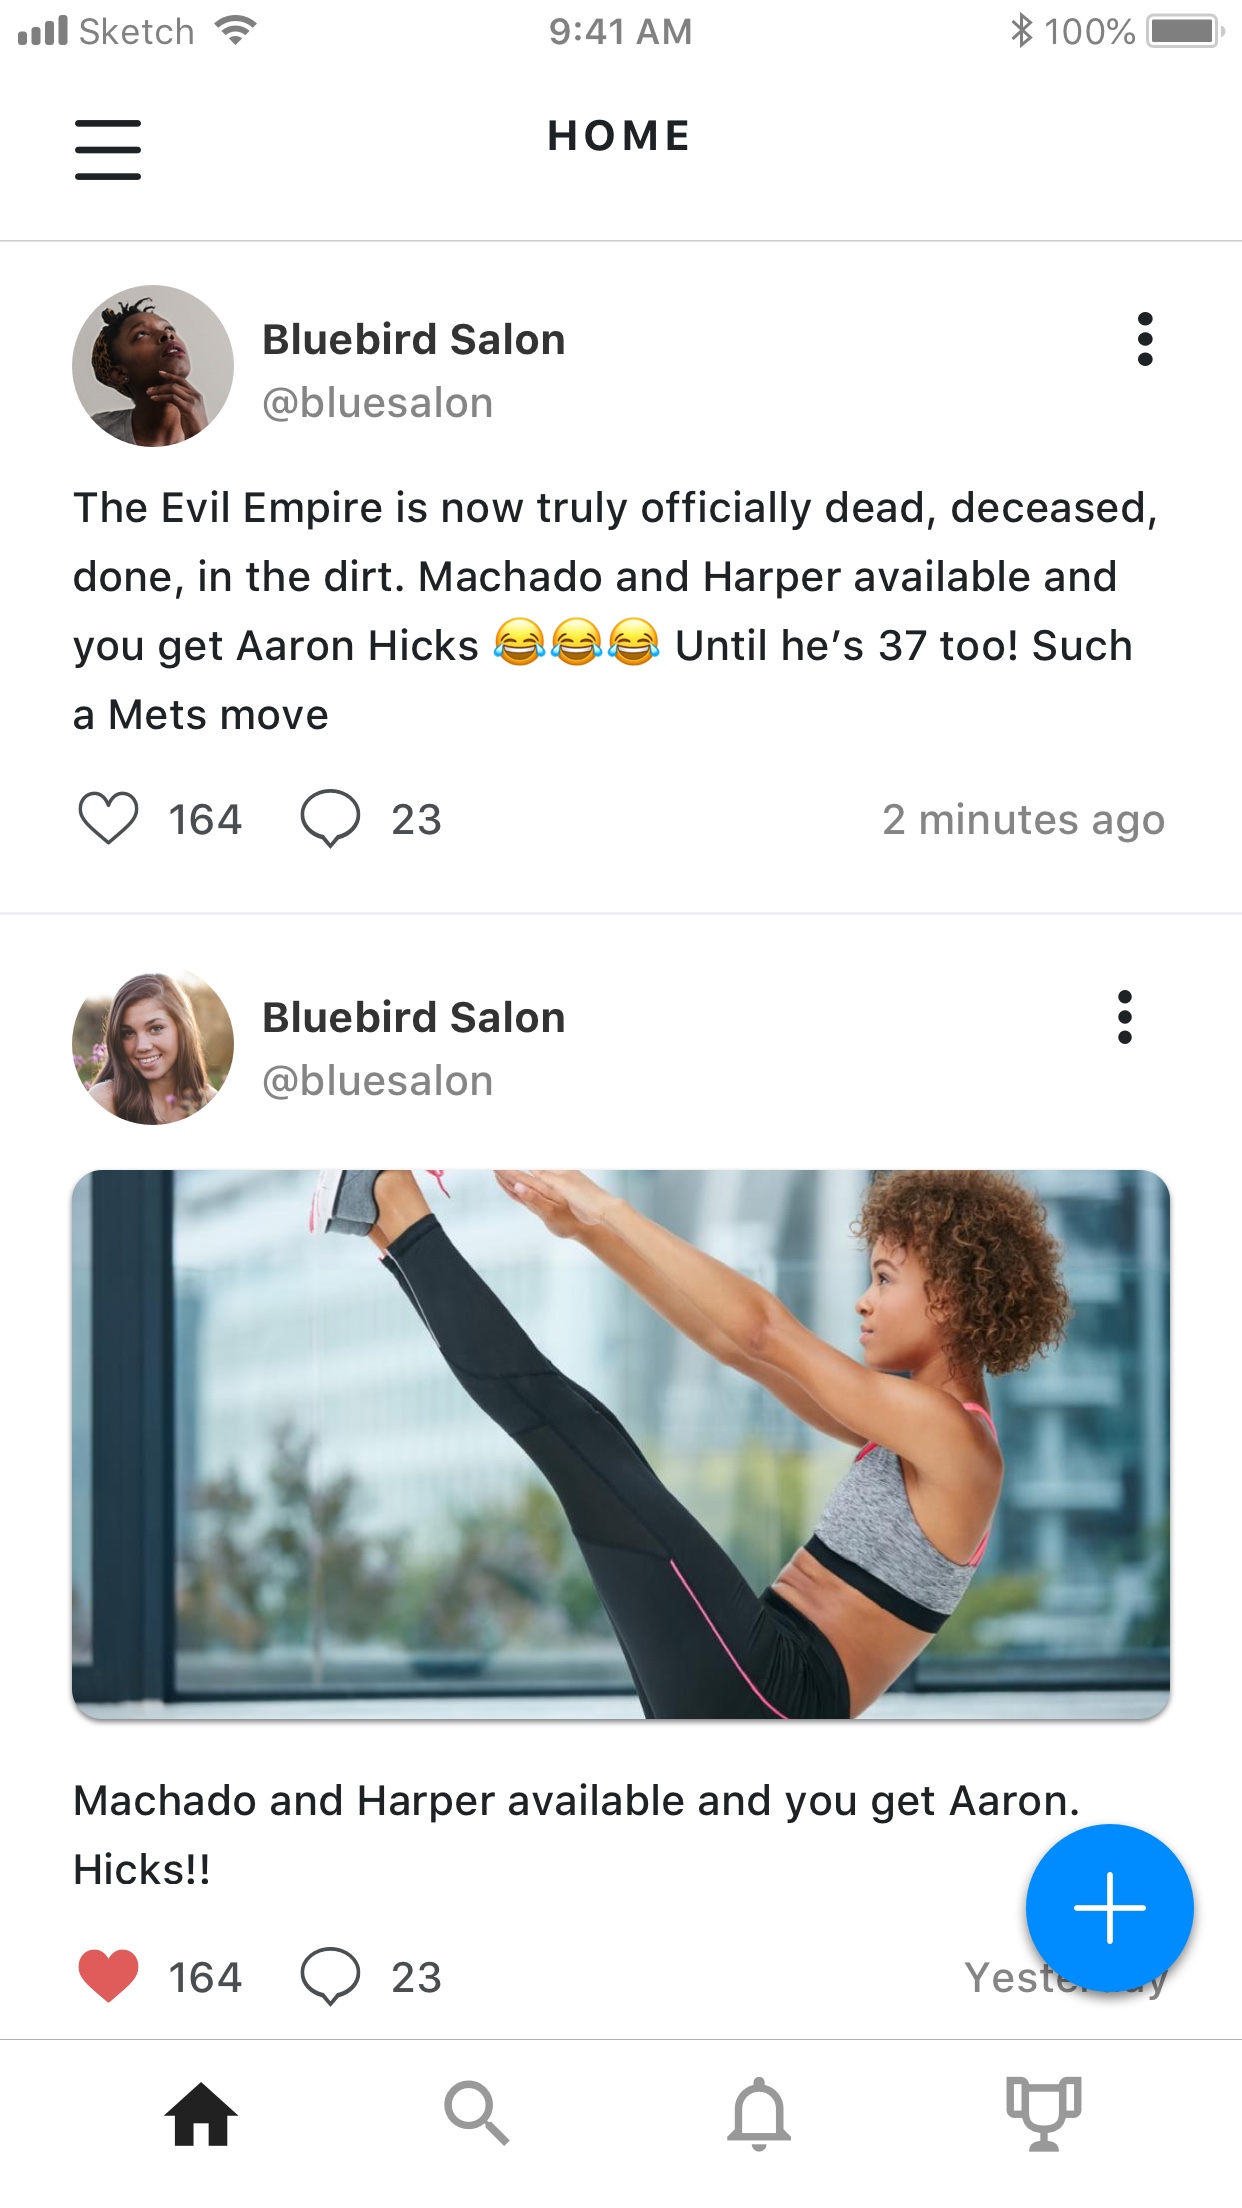 Sketch 9:41 AM 100%
HOME
Bluebird Salon
@bluesalon
The Evil Empire is now truly officially dead, deceased,
done, in the dirt. Machado and Harper available and
you get Aaron Hicks 😂😂😂 Until he’s 37 too! Such
a Mets move
164 23 2 minutes ago
Bluebird Salon
@bluesalon
Machado and Harper available and you get Aaron.
Hicks!!
164 23